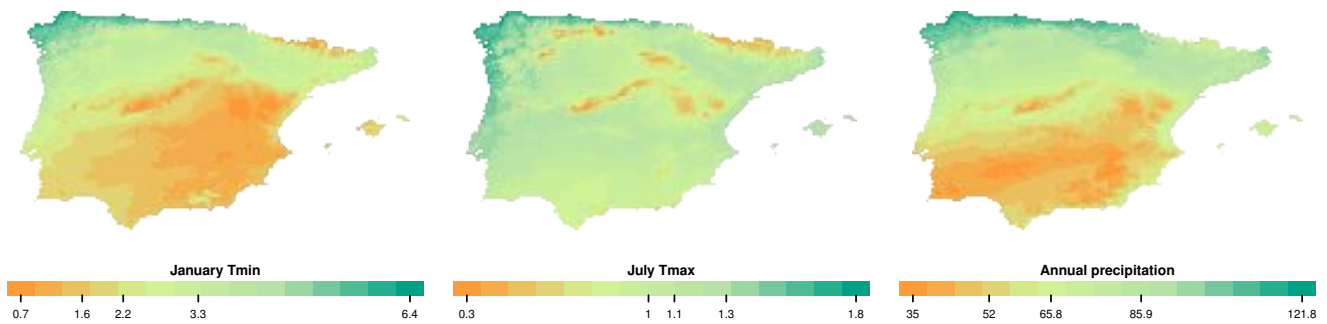 January Tmin
0.7 1.6 2.2 3.3 6.4
July Tmax
0.3 1 1.1 1.3 1.8
Annual precipitation
35 52 65.8 85.9 121.8